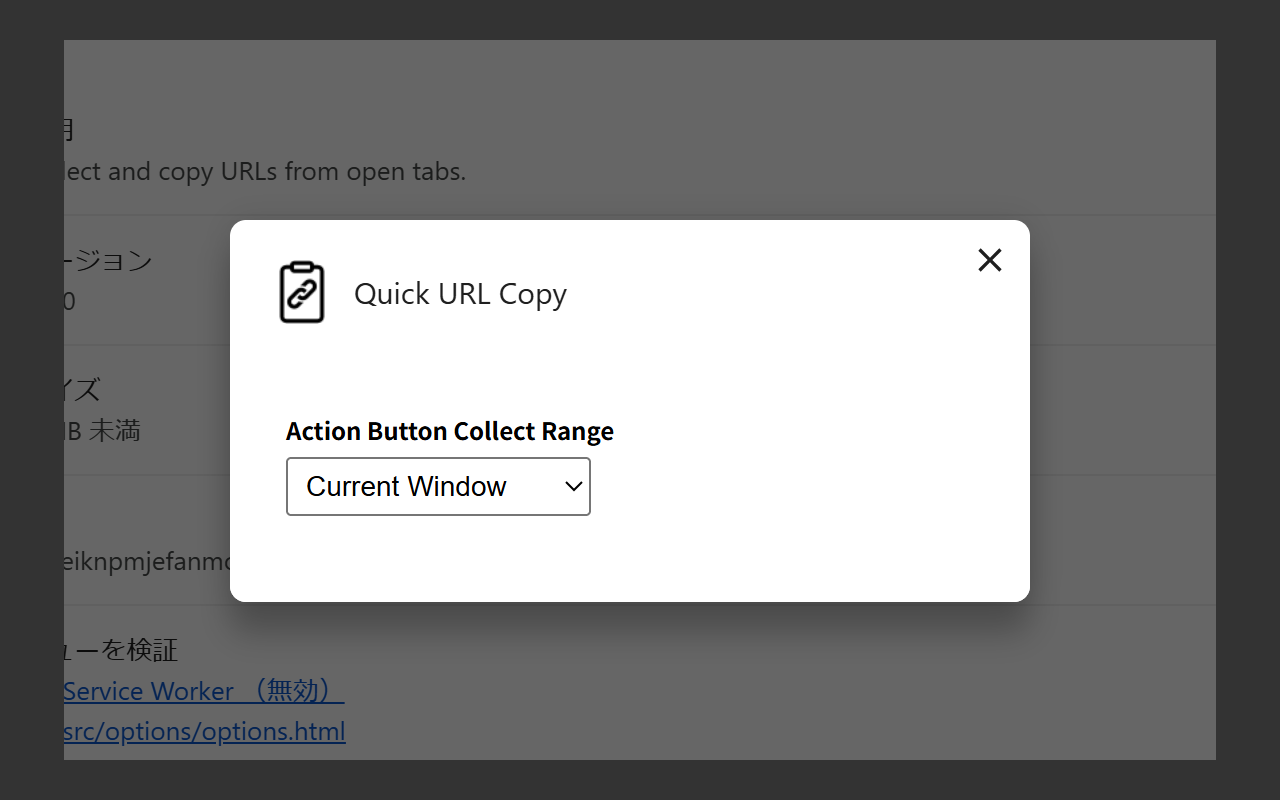 明
lect and copy URLs from open tabs.
ージョン
0
イズ
IB 未満
eiknpmjefanmo
ューを検証
Service Worker （無効）
src/options/options.html
Quick URL Copy
Action Button Collect Range
Current Window